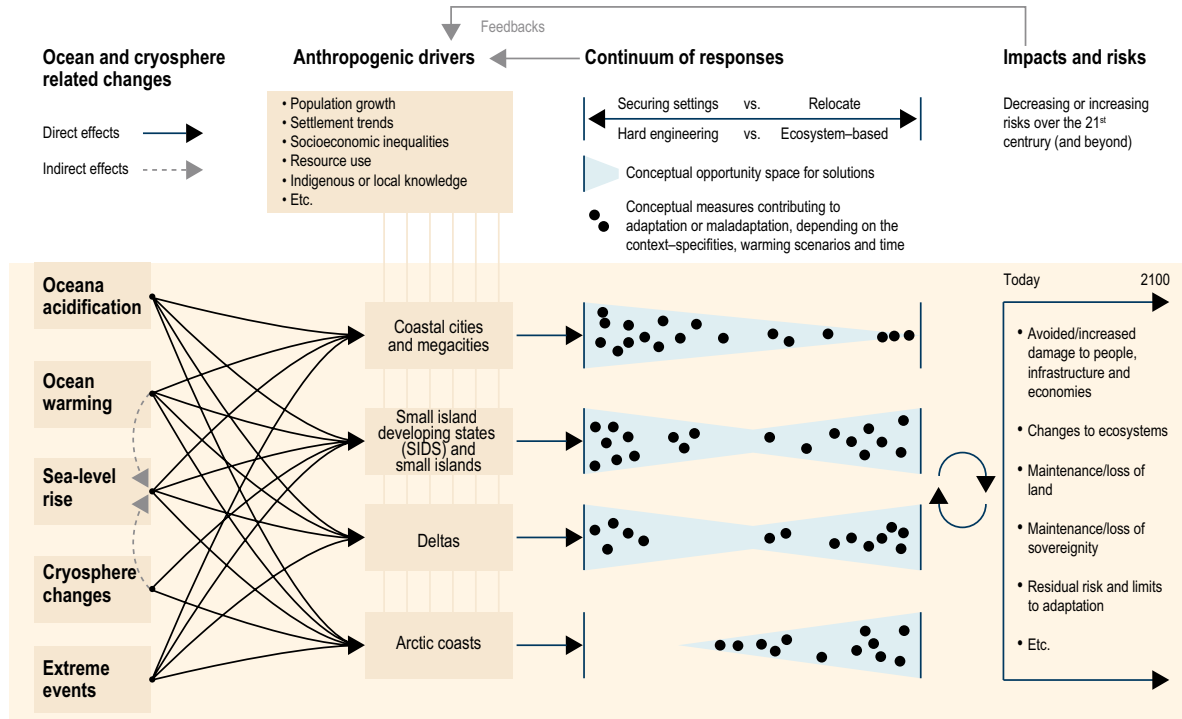 Feedbacks
Ocean and cryosphere
related changes
Direct effects
Indirect effects
Anthropogenic drivers
• Population growth
• Settlement trends
• Socioeconomic inequalities
• Resource use
• Indigenous or local knowledge
• Etc.
Continuum of responses
Securing settings vs. Relocate
Hard engineering vs. Ecosystem–based
Conceptual opportunity space for solutions
Conceptual measures contributing to
adaptation or maladaptation, depending on the
context–specifities, warming scenarios and time
Impacts and risks
Decreasing or increasing
risks over the 21st
centrury (and beyond)
Oceana
acidification
Ocean
warming
Sea-level
rise
Cryosphere
changes
Extreme
events
Coastal cities
and megacities
Small island
developing states
(SIDS) and
small islands
Deltas
Arctic coasts
Today 2100
• Avoided/increased
damage to people,
infrastructure and
economies
• Changes to ecosystems
• Maintenance/loss of
land
• Maintenance/loss of
sovereignity
• Residual risk and limits
to adaptation
• Etc.